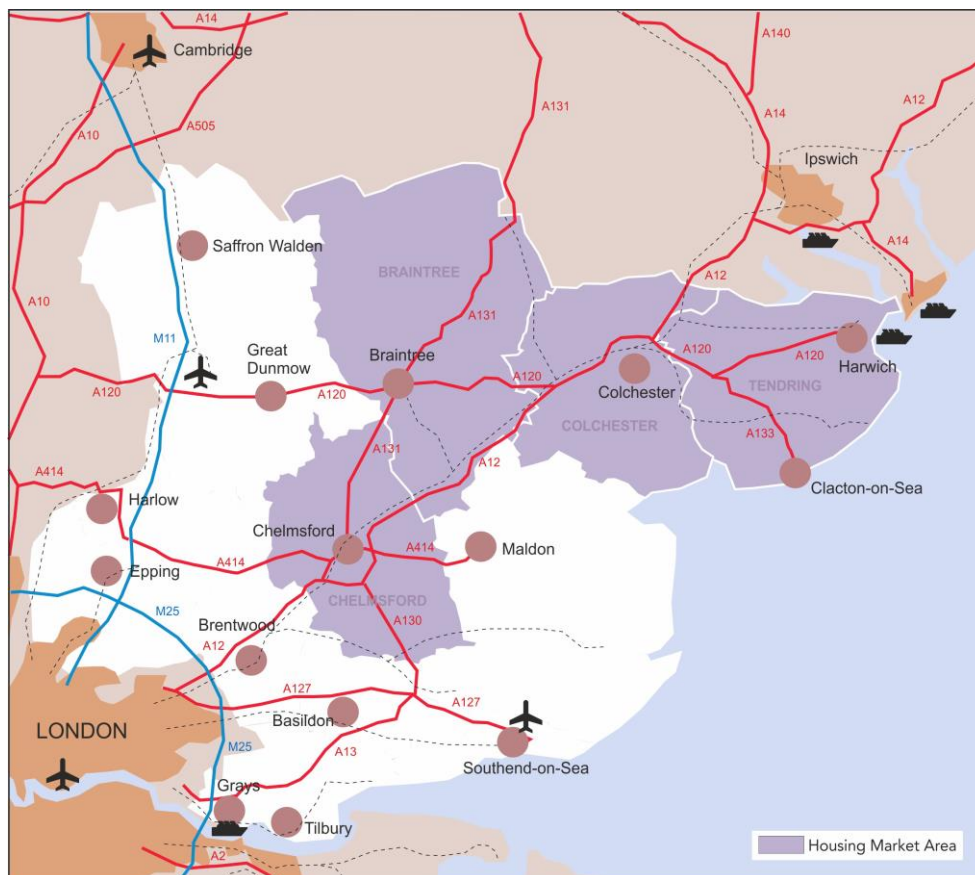 A14
A140
Cambridge
A12
A131
A10
A505
A14
Ipswich
Saffron Walden
A14
BRAINTREE
A12
A10
A131
M11
Great
Dunmow
Braintree
A120
A120
Harwich
A120
A120
A120
Colchester
TENDRING
COLCHESTER
A133
A131
A12
A414
Clacton-on-Sea
Harlow
Chelmsford
A414
Maldon
A414
Epping
M25
CHELMSFORD
A130
Brentwood
A12
A127
A127
Basildon
LONDON
M25
A13
Southend-on-Sea
Grays
Tilbury
A2
Housing Market Area